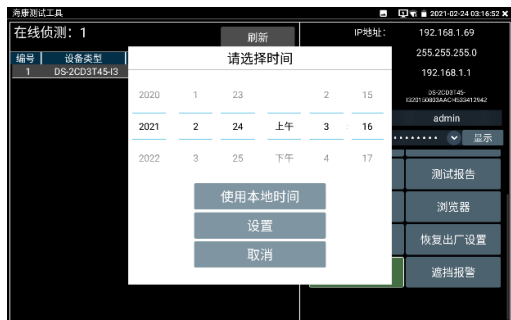 海康测试工具 2021-02-24 03:16:52
在线侦测：1 刷新
编号 设备类型
1 DS-2CD3T45-I3
请选择时间
2020 1 23 2 15
2021 2 24 上午 3 : 16
2022 3 25 下午 4 17
使用本地时间
设置
取消
IP地址： 192.168.1.69
255.255.255.0
192.168.1.1
DS-2CD3T45-
I320150803AACH533412942
admin
•••••••• 显示
测试报告
浏览器
恢复出厂设置
遮挡报警